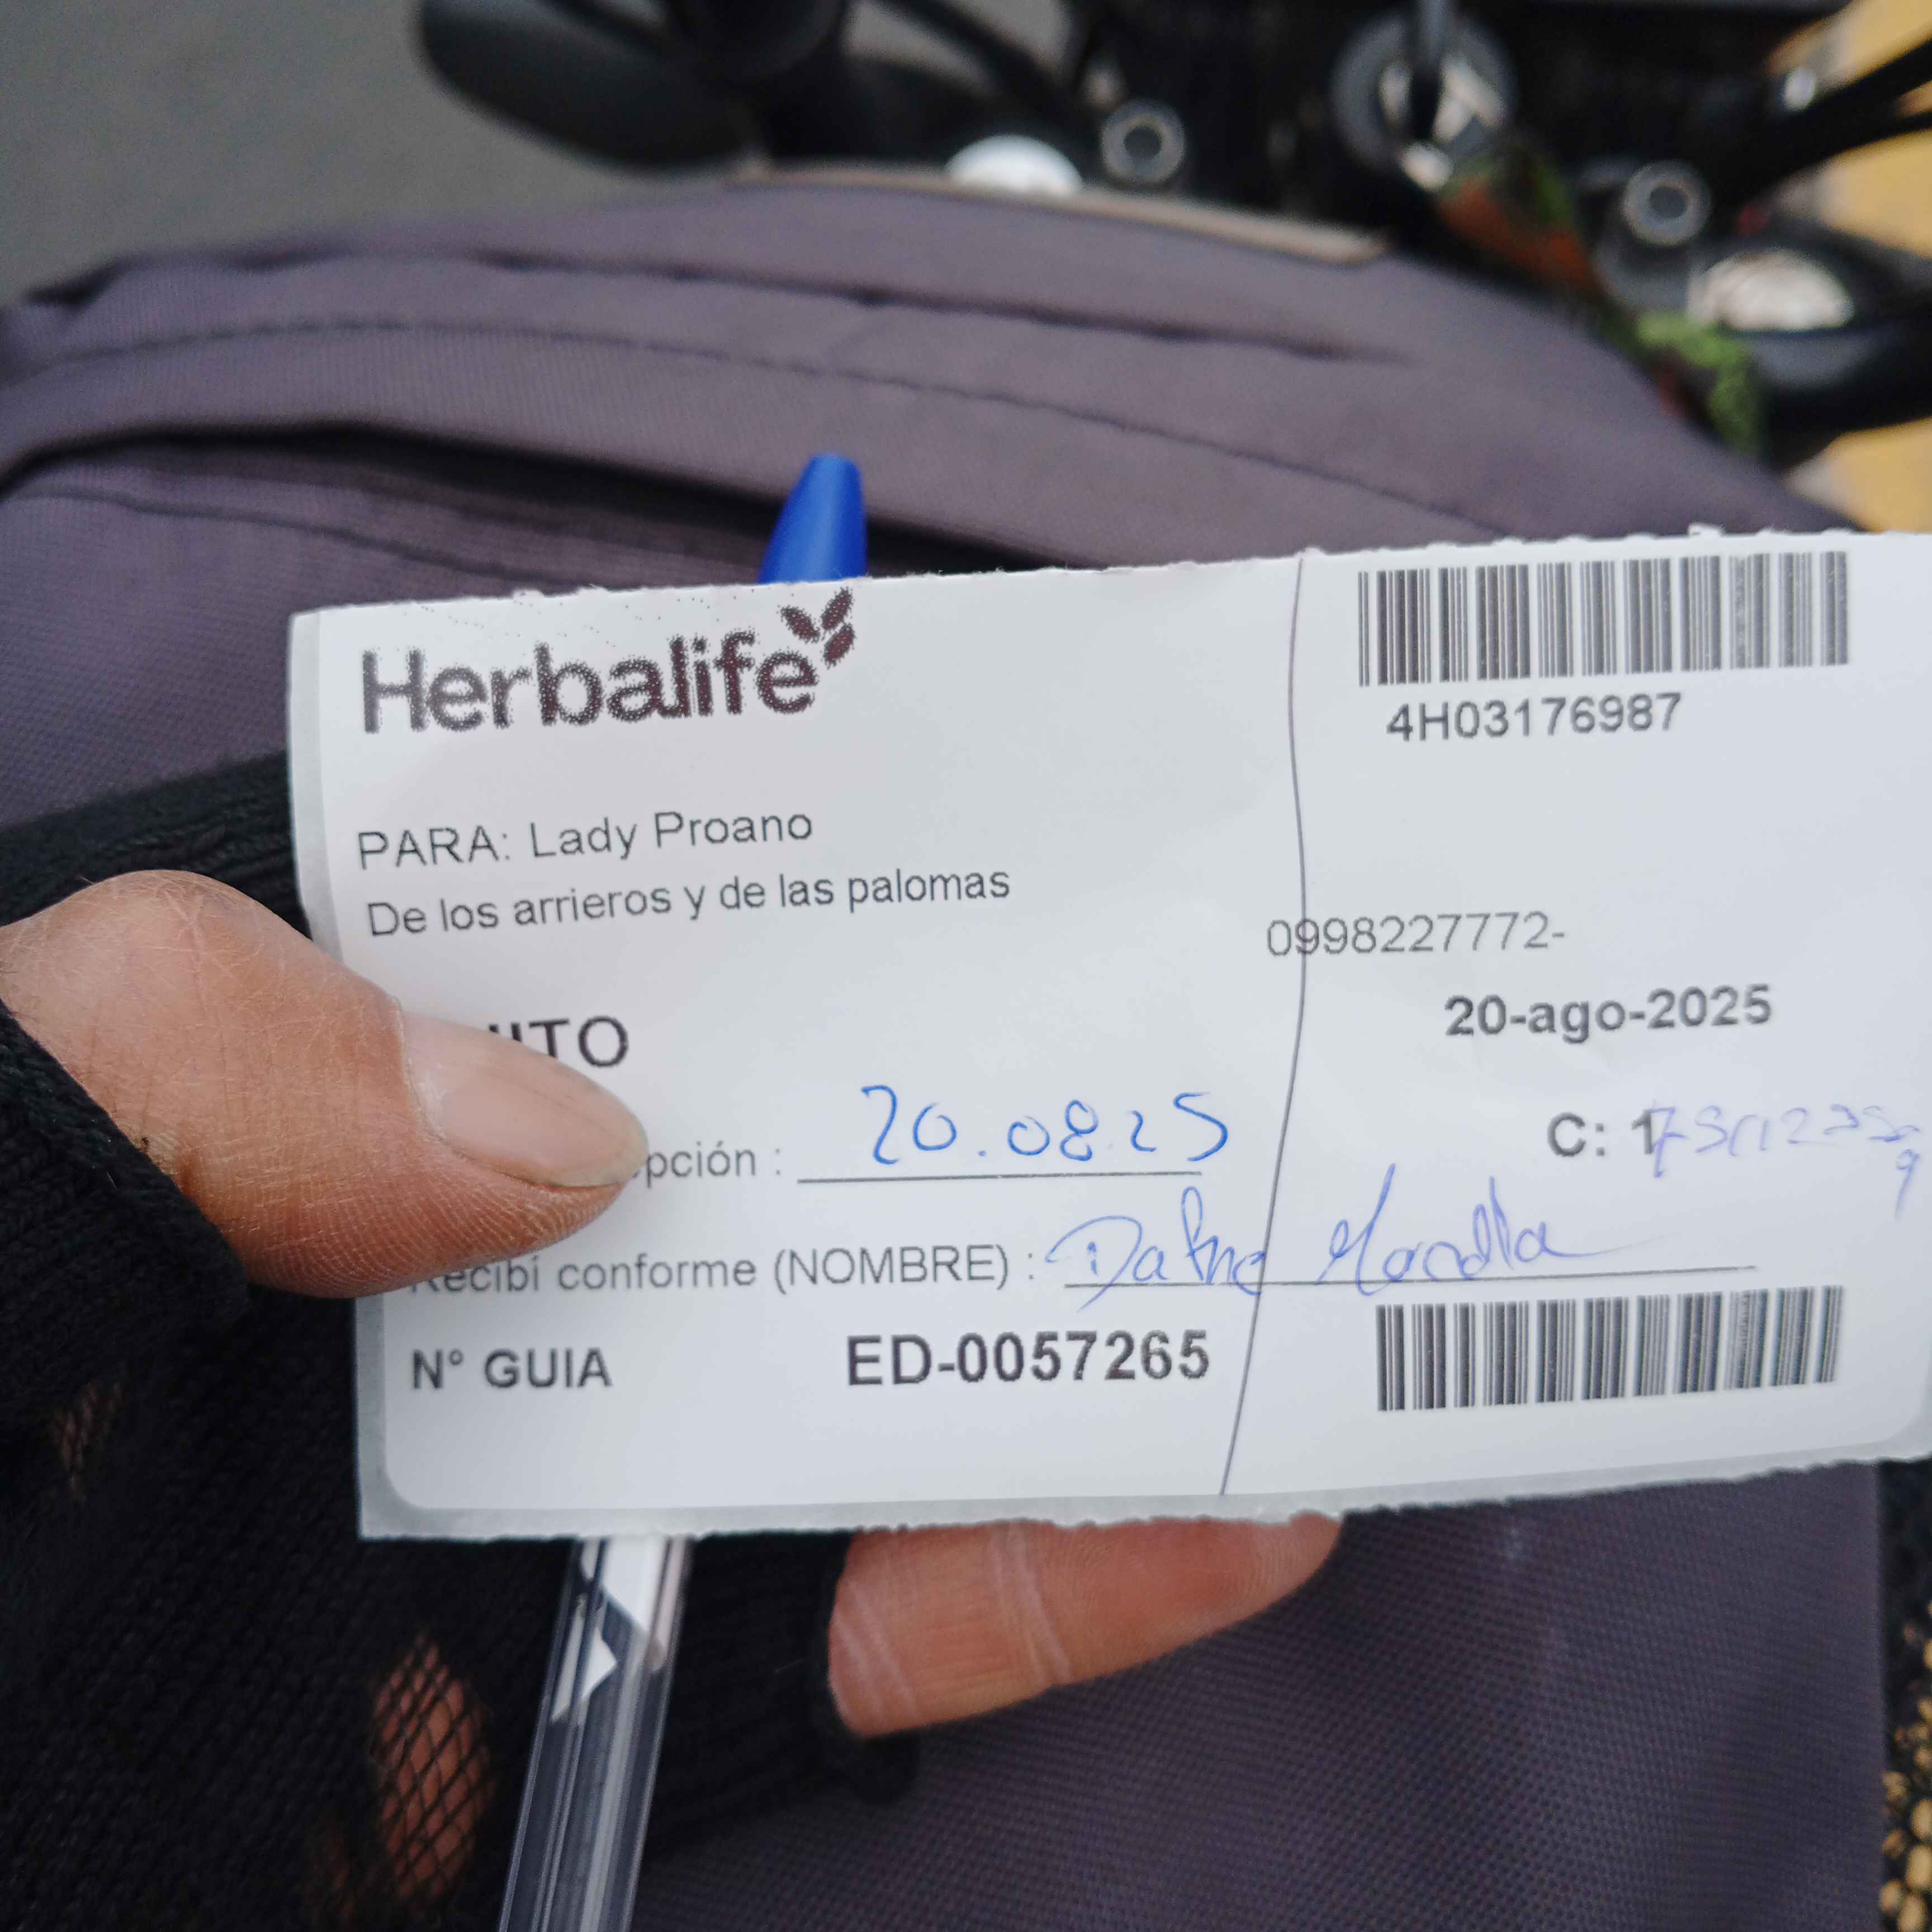 Herbalife
4H03176987
PARA: Lady Proano
De los arrieros y de las palomas
0998227772-
20-ago-2025
pción : 20.08.25
C: 1
Recibí conforme (NOMBRE) : Dafne
N° GUIA ED-0057265